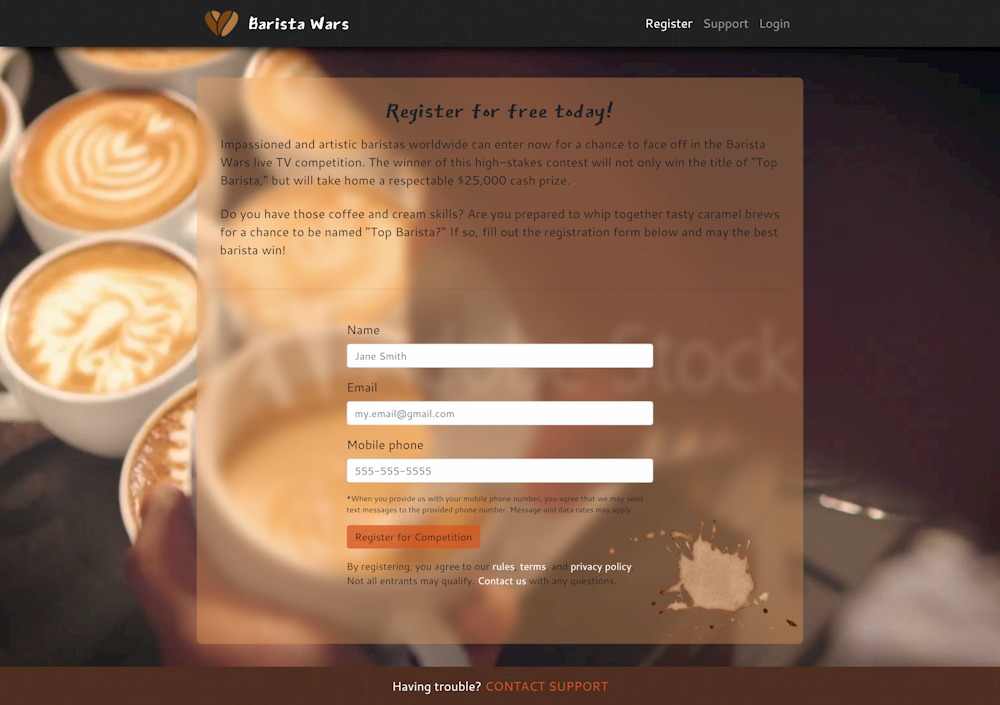 Barista Wars
Register Support Login
Register for free today!
Impassioned and artistic baristas worldwide can enter now for a chance to face off in the Barista
Wars live TV competition. The winner of this high-stakes contest will not only win the title of "Top
Barista," but will take home a respectable $25,000 cash prize.
Do you have those coffee and cream skills? Are you prepared to whip together tasty caramel brews
for a chance to be named "Top Barista?" If so, fill out the registration form below and may the best
barista win!
Adobe Stock
Name
Jane Smith
Email
my.email@gmail.com
Mobile phone
555-555-5555
*When you provide us with your mobile phone number, you agree that we may send
text messages to the provided phone number. Message and data rates may apply
Register for Competition
By registering, you agree to our rules, terms, and privacy policy
Not all entrants may qualify. Contact us with any questions.
Having trouble? CONTACT SUPPORT